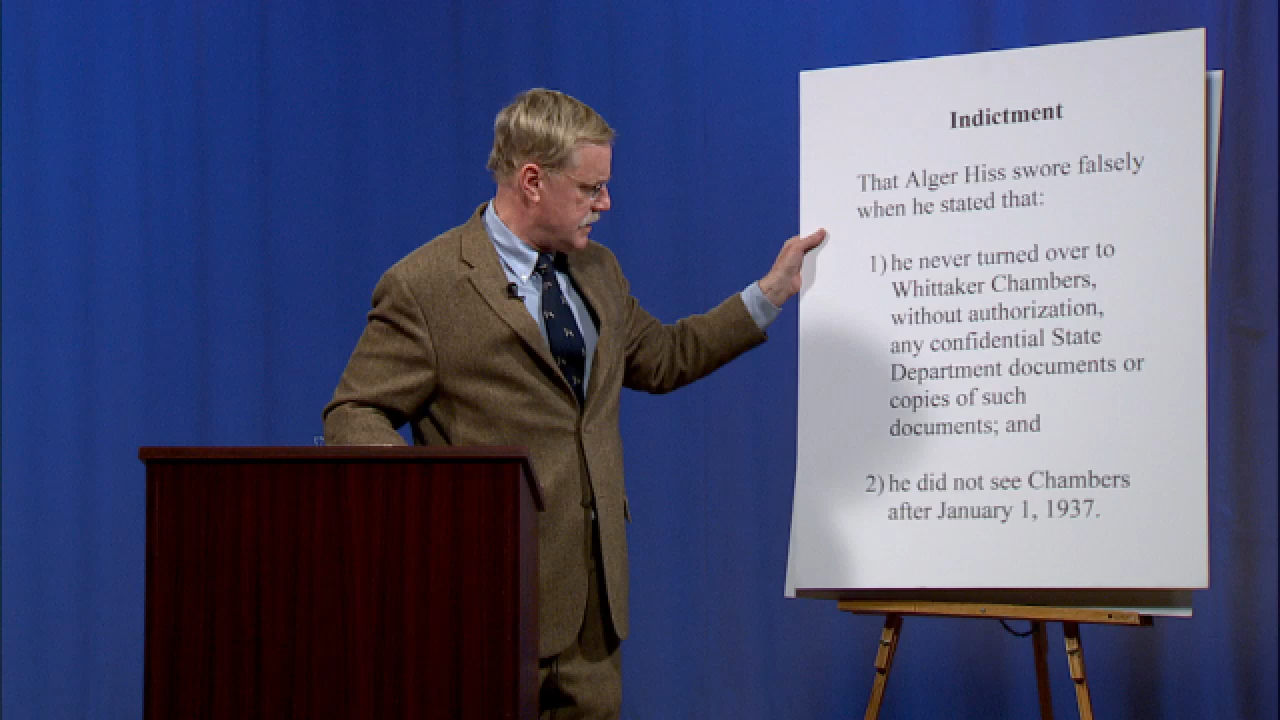 Indictment
That Alger Hiss swore falsely
when he stated that:
1) he never turned over to
Whittaker Chambers,
without authorization,
any confidential State
Department documents or
copies of such
documents; and
2) he did not see Chambers
after January 1, 1937.